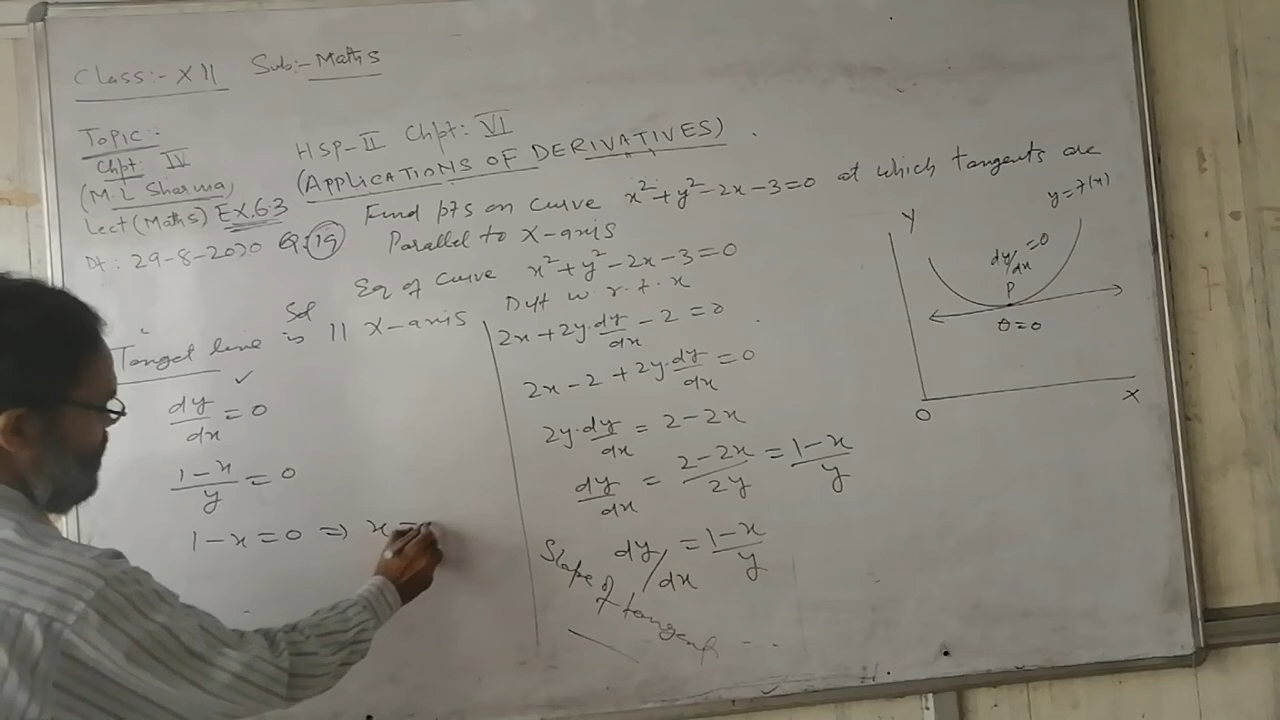 Class:- XII Sub:- Maths
Topic:-
Chpt: IV
(M.L Sharma)
Lect (Maths) EX.6.3
Dt: 29-8-2020 Q. 19
HSP-II Chpt: VI
(APPLICATIONS OF DERIVATIVES).
Find pts on curve x²+y²-2x-3=0 at which tangents are
Parallel to X-axis
Sol Eq of curve x²+y²-2x-3=0
Diff w.r.t. x
2x+2y.dy/dx-2=0
2x-2+2y.dy/dx=0
2y.dy/dx=2-2x
dy/dx=2-2x/2y=1-x/y
Slope of tangent dy/dx=1-x/y
Tanget line is || X-axis
dy/dx=0 ✓
1-x/y=0
1-x=0 ⇒ x=
Y
y=f(x)
dy/dx=0
P
θ=0
O
X